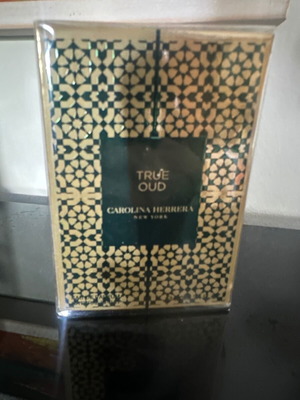 TRUE
OUD
CAROLINA HERRERA
NEW YORK